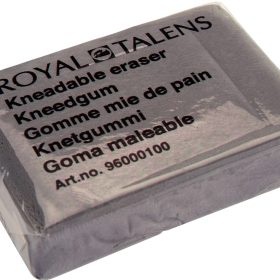 ROYAL TALENS
Kneadable eraser
Kneedgum
Gomme mie de pain
Knetgummi
Goma maleable
Art.no. 96000100